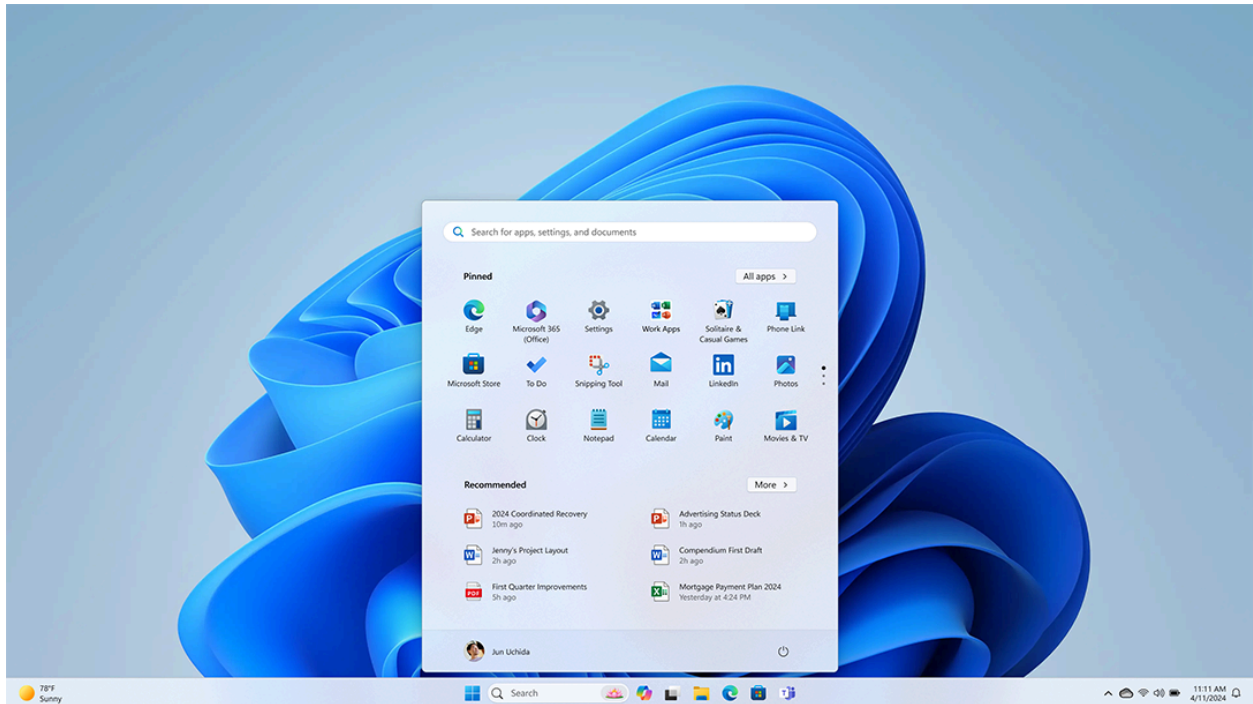 Search for apps, settings, and documents
Pinned
All apps
Edge
Microsoft 365
(Office)
Settings
Work Apps
Solitaire &
Casual Games
Phone Link
Microsoft Store
To Do
Snipping Tool
Mail
in
LinkedIn
Photos
Calculator
Clock
Notepad
Calendar
Paint
Movies & TV
Recommended
More
P
2024 Coordinated Recovery
10m ago
P
Advertising Status Deck
1h ago
W
Jenny's Project Layout
2h ago
W
Compendium First Draft
2h ago
PDF
First Quarter Improvements
5h ago
X
Mortgage Payment Plan 2024
Yesterday at 4:24 PM
Jun Uchida
78°F
Sunny
Search
11:11 AM
4/11/2024